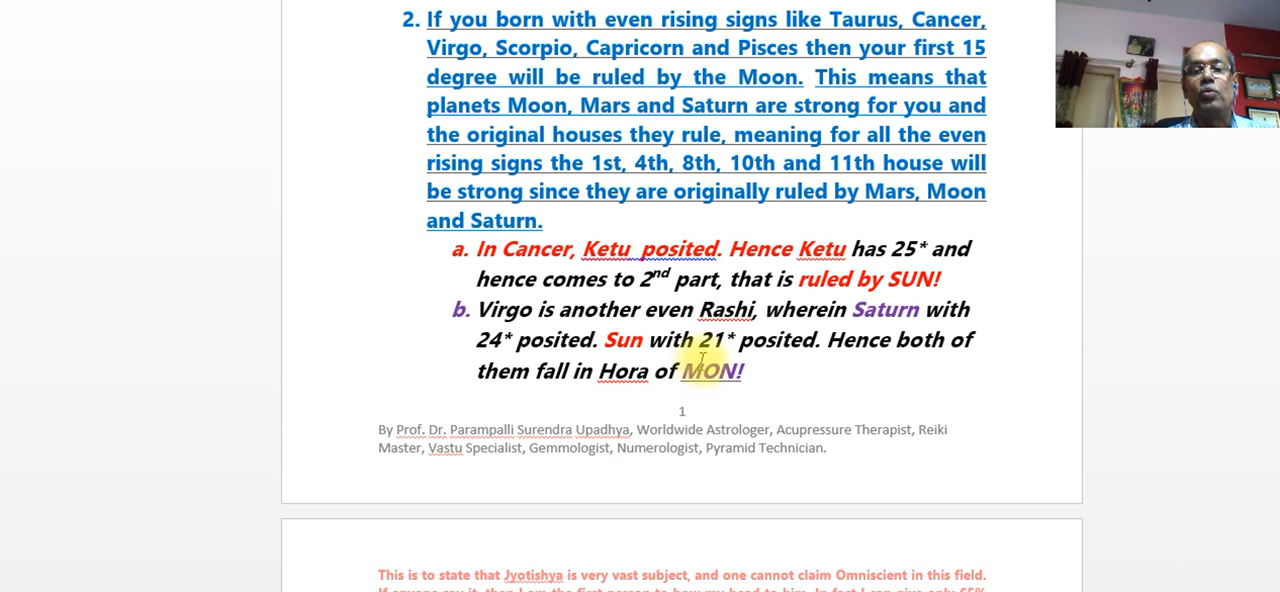 2. If you born with even rising signs like Taurus, Cancer,
Virgo, Scorpio, Capricorn and Pisces then your first 15
degree will be ruled by the Moon. This means that
planets Moon, Mars and Saturn are strong for you and
the original houses they rule, meaning for all the even
rising signs the 1st, 4th, 8th, 10th and 11th house will
be strong since they are originally ruled by Mars, Moon
and Saturn.
a. In Cancer, Ketu posited. Hence Ketu has 25* and
hence comes to 2nd part, that is ruled by SUN!
b. Virgo is another even Rashi, wherein Saturn with
24* posited. Sun with 21* posited. Hence both of
them fall in Hora of MON!
1
By Prof. Dr. Parampalli Surendra Upadhya, Worldwide Astrologer, Acupressure Therapist, Reiki
Master, Vastu Specialist, Gemmologist, Numerologist, Pyramid Technician.
This is to state that Jyotishya is very vast subject, and one cannot claim Omniscient in this field.